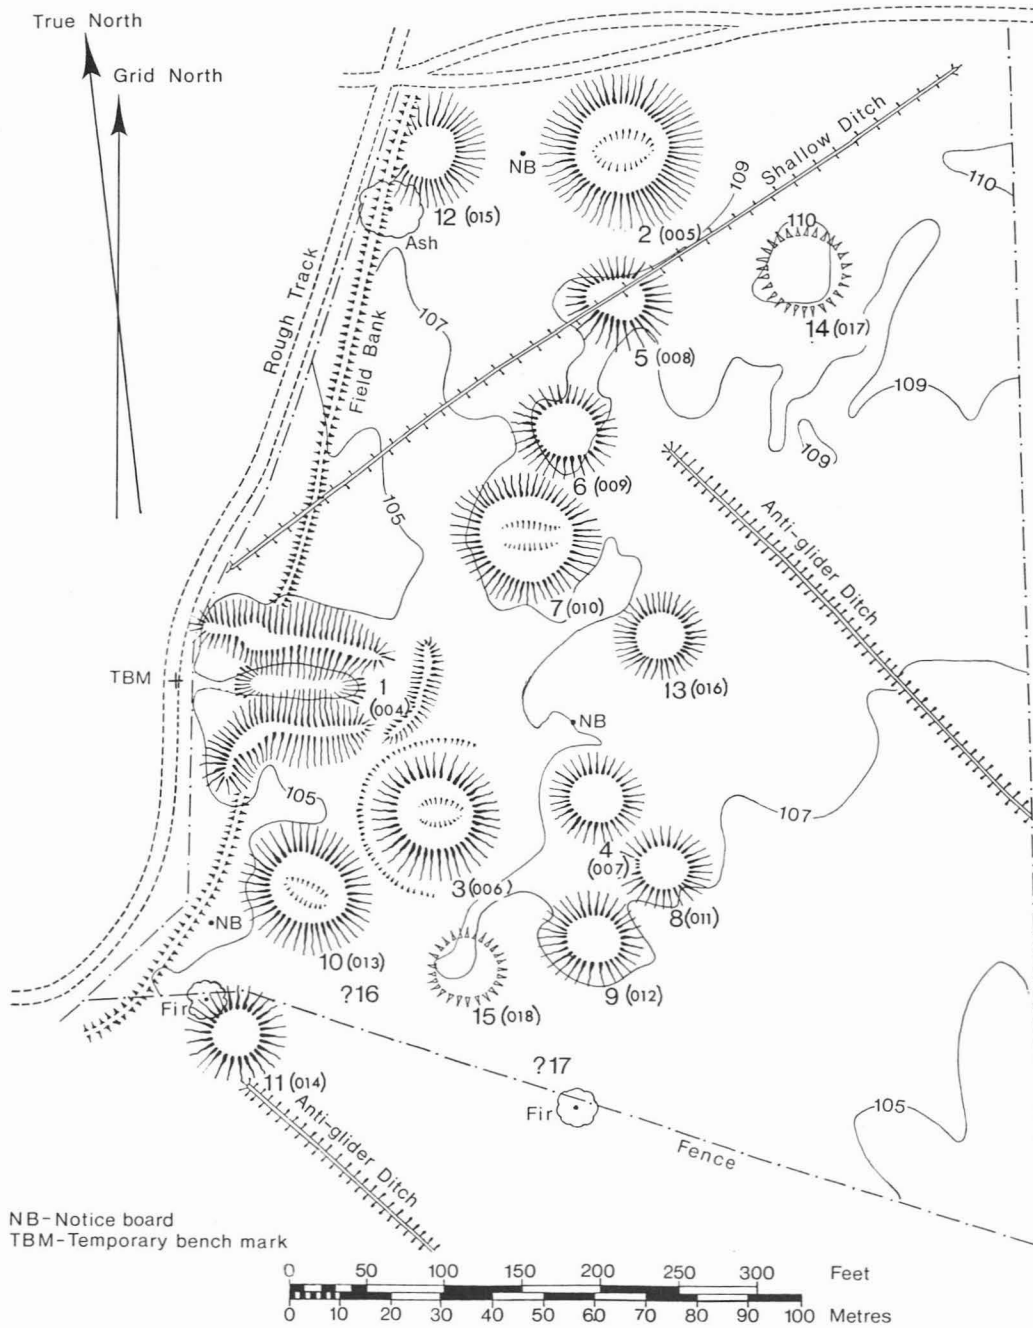 True North
Grid North
NB
12 (015)
Ash
2 (005)
109
Shallow Ditch
110
110
14 (017)
Rough Track
Field Bank
107
5 (008)
109
109
6 (009)
105
Anti-glider Ditch
7 (010)
TBM
1
(004)
13 (016)
NB
105
107
4
(007)
3 (006)
8 (011)
NB
10 (013)
?16
9 (012)
15 (018)
Fir
11 (014)
?17
Fir
105
Anti-glider Ditch
Fence
NB-Notice board
TBM-Temporary bench mark
0 50 100 150 200 250 300 Feet
0 10 20 30 40 50 60 70 80 90 100 Metres